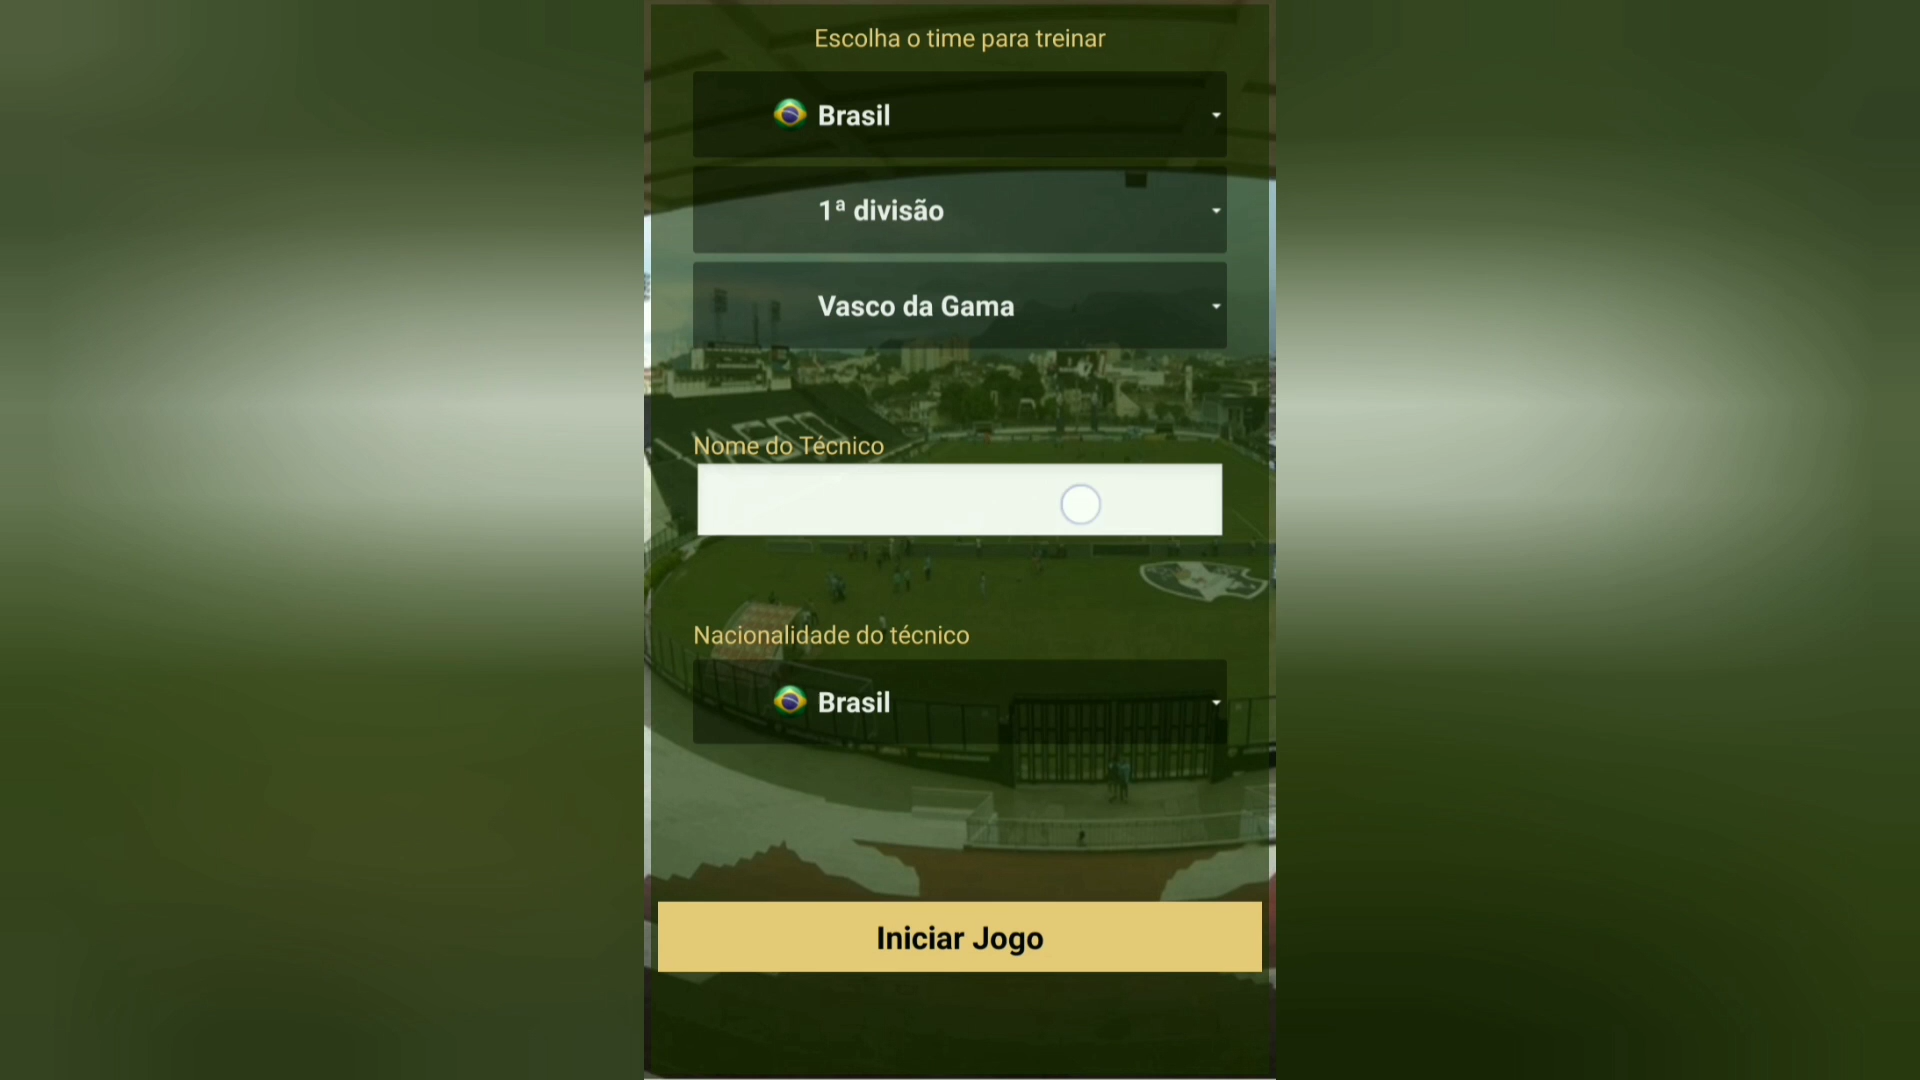 Escolha o time para treinar
Brasil
1ª divisão
Vasco da Gama
VASCO
Nome do Técnico
Nacionalidade do técnico
Brasil
Iniciar Jogo